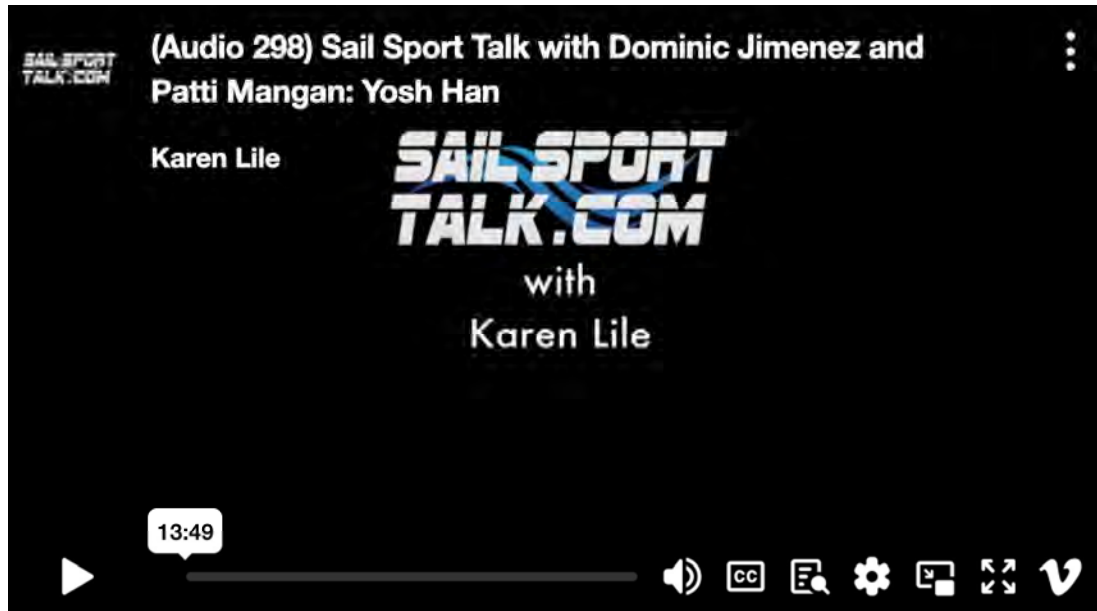 SAIL SPORT
TALK.COM
(Audio 298) Sail Sport Talk with Dominic Jimenez and
Patti Mangan: Yosh Han
Karen Lile
SAIL SPORT
TALK.COM
with
Karen Lile
13:49
CC